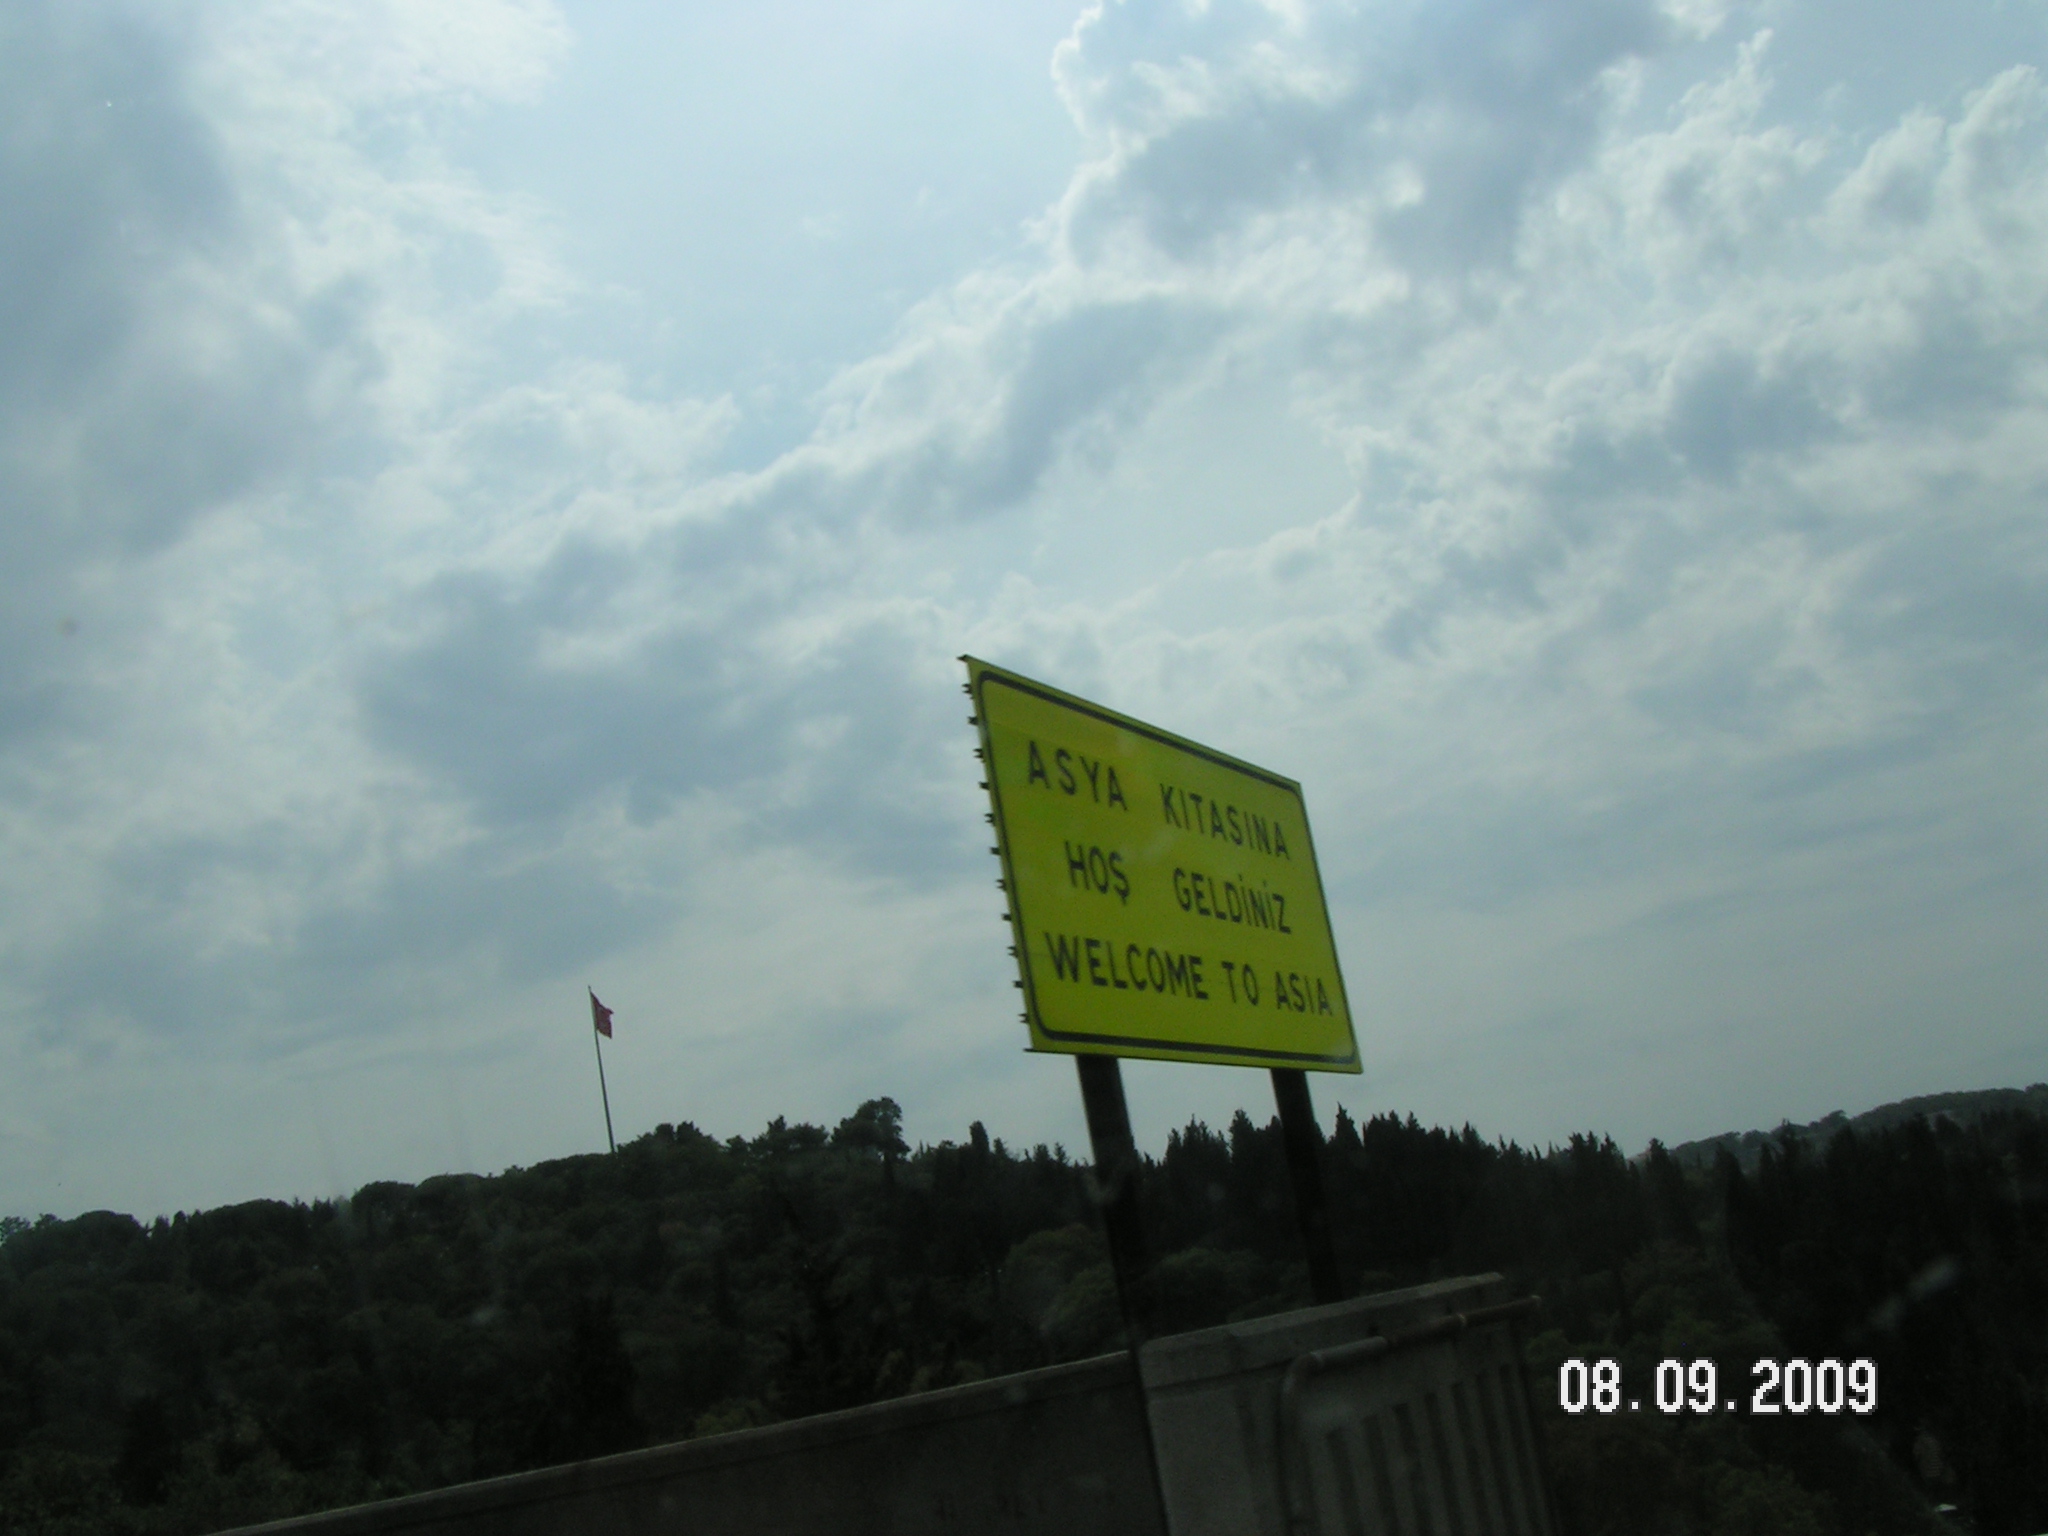 ASYA KITASINA
HOŞ GELDİNİZ
WELCOME TO ASIA
08.09.2009